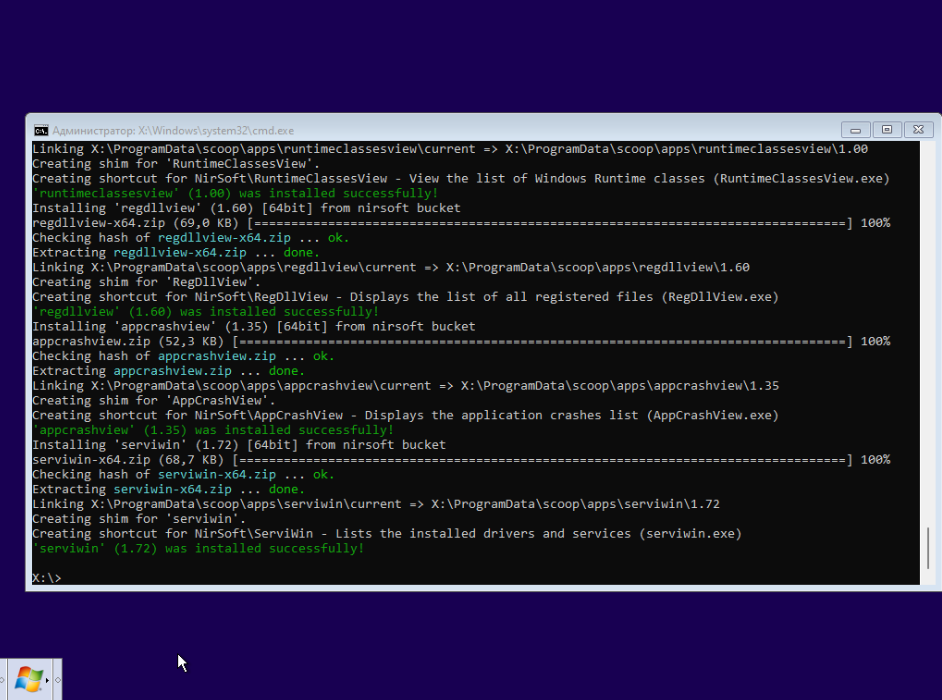 Администратор: X:\Windows\system32\cmd.exe
Linking X:\ProgramData\scoop\apps\runtimeclassesview\current => X:\ProgramData\scoop\apps\runtimeclassesview\1.00
Creating shim for 'RuntimeClassesView'.
Creating shortcut for NirSoft\RuntimeClassesView - View the list of Windows Runtime classes (RuntimeClassesView.exe)
'runtimeclassesview' (1.00) was installed successfully!
Installing 'regdllview' (1.60) [64bit] from nirsoft bucket
regdllview-x64.zip (69,0 KB) [================================================================================] 100%
Checking hash of regdllview-x64.zip ... ok.
Extracting regdllview-x64.zip ... done.
Linking X:\ProgramData\scoop\apps\regdllview\current => X:\ProgramData\scoop\apps\regdllview\1.60
Creating shim for 'RegDllView'.
Creating shortcut for NirSoft\RegDllView - Displays the list of all registered files (RegDllView.exe)
'regdllview' (1.60) was installed successfully!
Installing 'appcrashview' (1.35) [64bit] from nirsoft bucket
appcrashview.zip (52,3 KB) [==================================================================================] 100%
Checking hash of appcrashview.zip ... ok.
Extracting appcrashview.zip ... done.
Linking X:\ProgramData\scoop\apps\appcrashview\current => X:\ProgramData\scoop\apps\appcrashview\1.35
Creating shim for 'AppCrashView'.
Creating shortcut for NirSoft\AppCrashView - Displays the application crashes list (AppCrashView.exe)
'appcrashview' (1.35) was installed successfully!
Installing 'serviwin' (1.72) [64bit] from nirsoft bucket
serviwin-x64.zip (68,7 KB) [==================================================================================] 100%
Checking hash of serviwin-x64.zip ... ok.
Extracting serviwin-x64.zip ... done.
Linking X:\ProgramData\scoop\apps\serviwin\current => X:\ProgramData\scoop\apps\serviwin\1.72
Creating shim for 'serviwin'.
Creating shortcut for NirSoft\ServiWin - Lists the installed drivers and services (serviwin.exe)
'serviwin' (1.72) was installed successfully!
X:\>